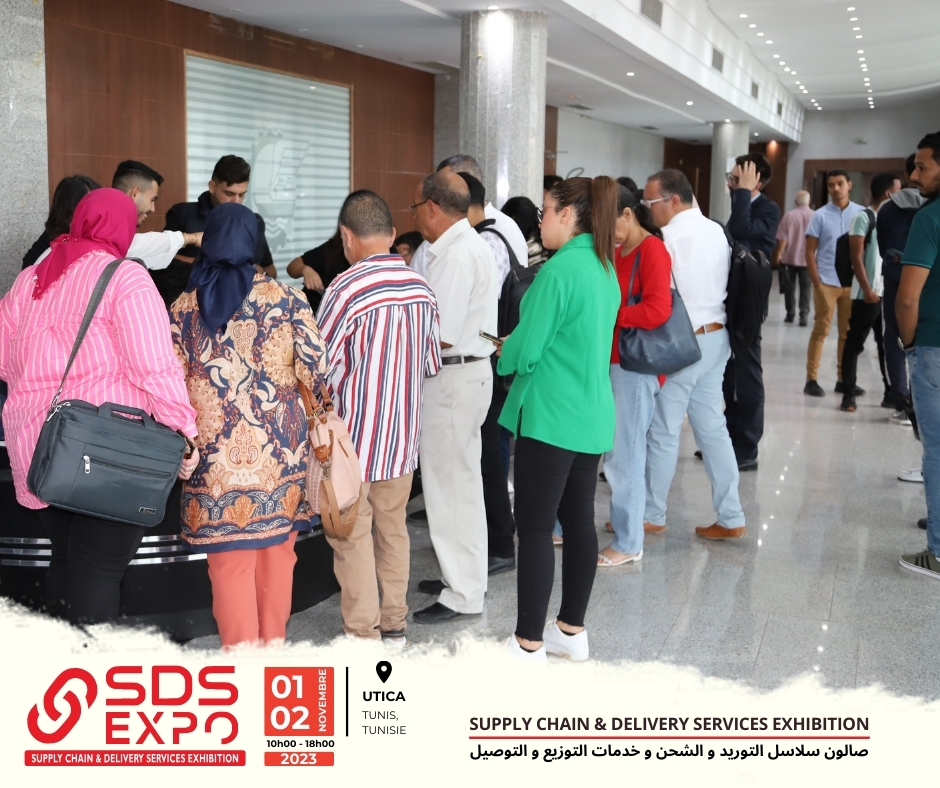 SDS
EXPO
SUPPLY CHAIN & DELIVERY SERVICES EXHIBITION
01
02
NOVEMBRE
10H00 - 18H00
2023
UTICA
TUNIS,
TUNISIE
SUPPLY CHAIN & DELIVERY SERVICES EXHIBITION
صالون سلاسل التوريد و الشحن و خدمات التوزيع و التوصيل